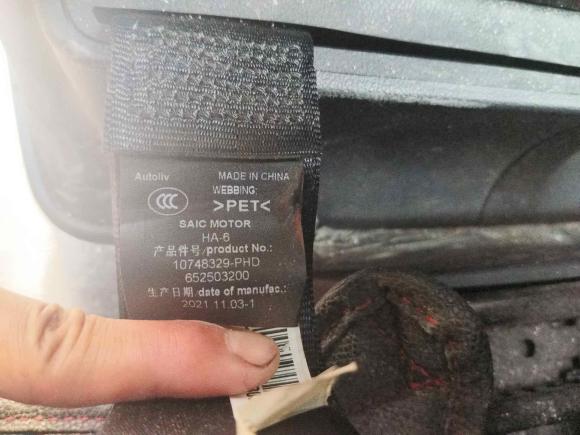 Autoliv MADE IN CHINA
WEBBING:
CCC >PET<
SAIC MOTOR
HA-6
产品件号/product No.:
10748329-PHD
652503200
生产日期/date of manufac.:
2021 11.03-1